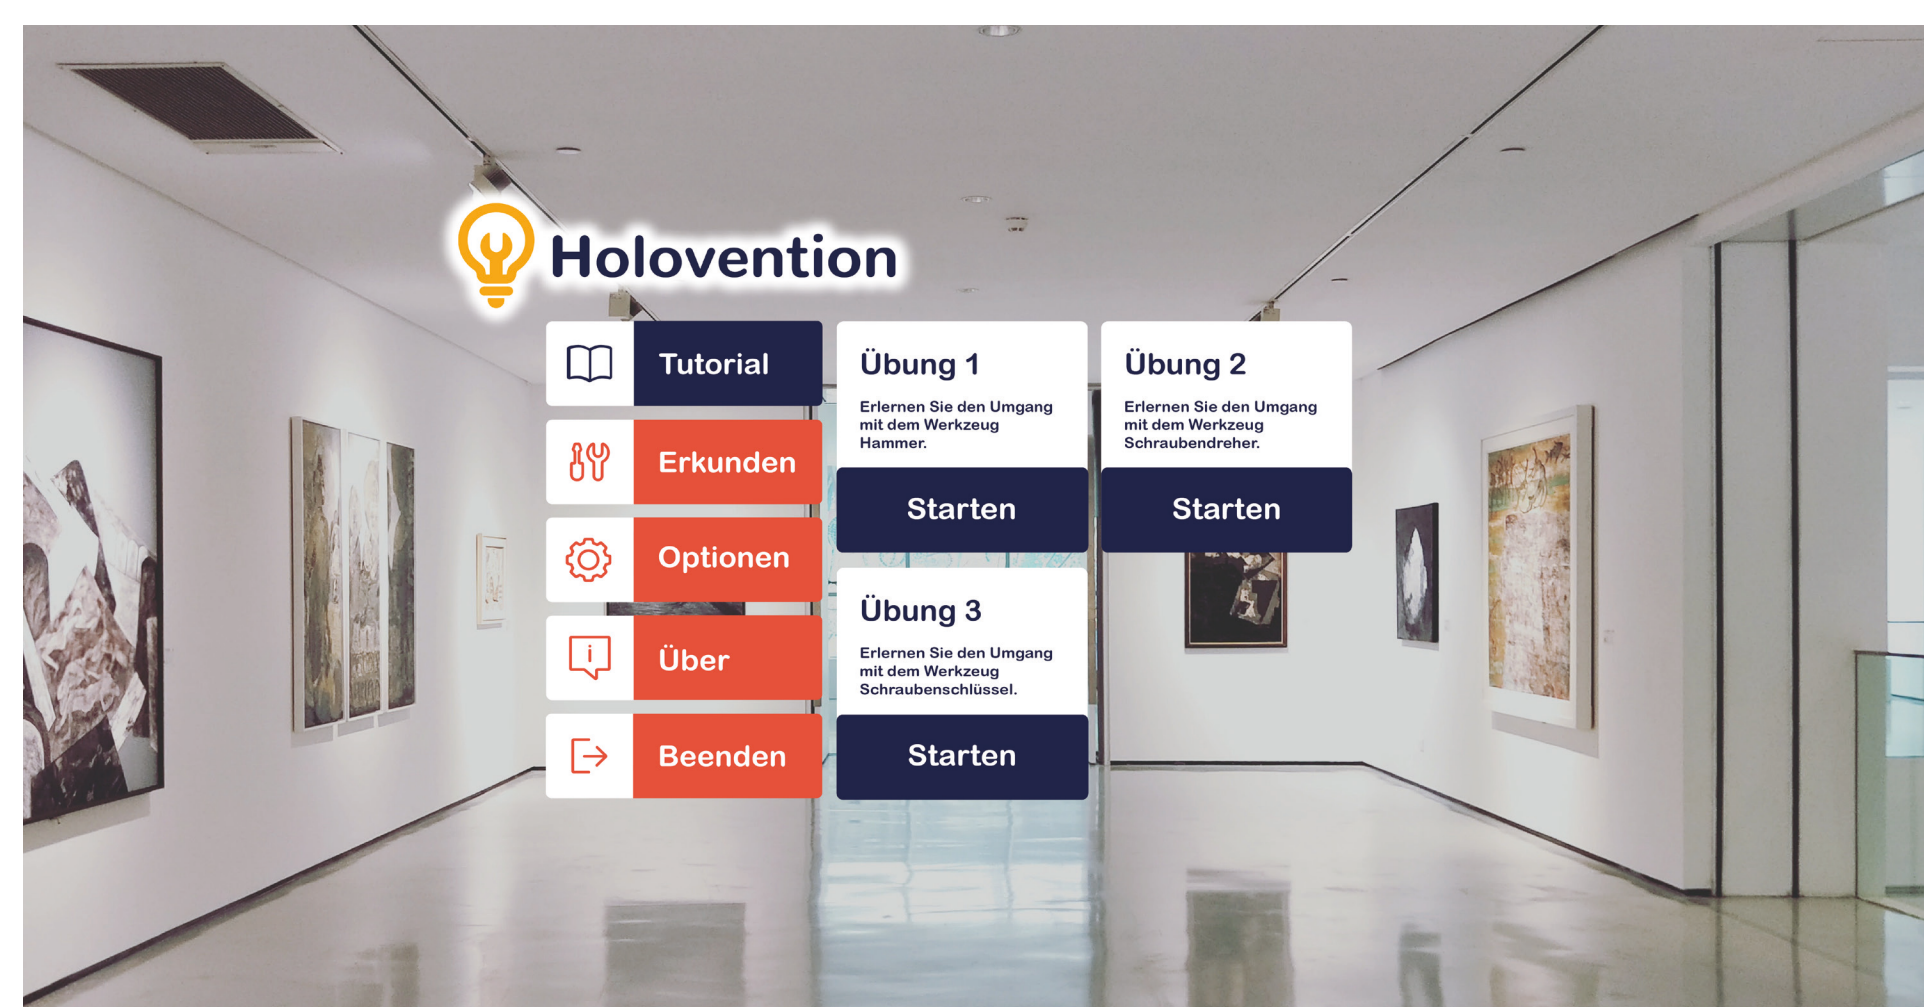 Holovention
Tutorial
Erkunden
Optionen
Über
Beenden
Übung 1
Erlernen Sie den Umgang
mit dem Werkzeug
Hammer.
Starten
Übung 2
Erlernen Sie den Umgang
mit dem Werkzeug
Schraubendreher.
Starten
Übung 3
Erlernen Sie den Umgang
mit dem Werkzeug
Schraubenschlüssel.
Starten